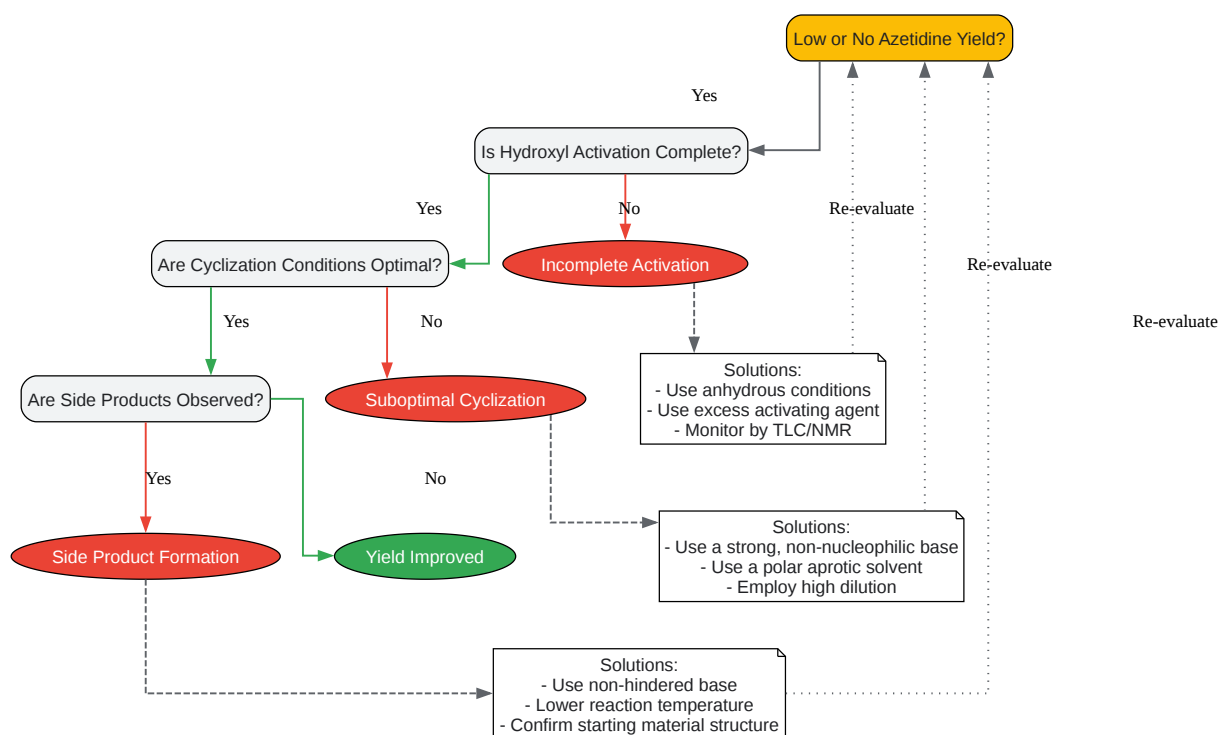 Low or No Azetidine Yield?
Yes
Is Hydroxyl Activation Complete?
Yes
No
Re-evaluate
Are Cyclization Conditions Optimal?
Incomplete Activation
Re-evaluate
Yes
No
Re-evaluate
Solutions:
- Use anhydrous conditions
- Use excess activating agent
- Monitor by TLC/NMR
Are Side Products Observed?
Suboptimal Cyclization
Yes
No
Solutions:
- Use a strong, non-nucleophilic base
- Use a polar aprotic solvent
- Employ high dilution
Side Product Formation
Yield Improved
Solutions:
- Use non-hindered base
- Lower reaction temperature
- Confirm starting material structure